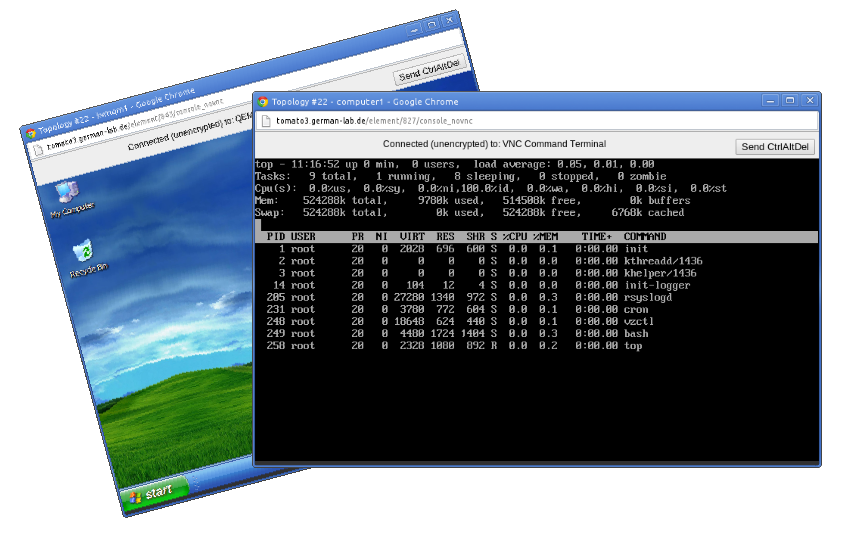 Topology #22 - kvmqm1 - Google Chrome
tomato3.german-lab.de/element/843/console_novnc
Connected (unencrypted) to: QEM
Send CtrlAltDel
My Computer
Recycle Bin
start
Topology #22 - computer1 - Google Chrome
tomato3.german-lab.de/element/827/console_novnc
Connected (unencrypted) to: VNC Command Terminal
Send CtrlAltDel
top - 11:16:52 up 0 min, 0 users, load average: 0.05, 0.01, 0.00
Tasks: 9 total, 1 running, 8 sleeping, 0 stopped, 0 zombie
Cpu(s): 0.0%us, 0.0%sy, 0.0%ni,100.0%id, 0.0%wa, 0.0%hi, 0.0%si, 0.0%st
Mem: 524288k total, 9780k used, 514508k free, 0k buffers
Swap: 524288k total, 0k used, 524288k free, 6768k cached
PID USER PR NI VIRT RES SHR S %CPU %MEM TIME+ COMMAND
1 root 20 0 2028 696 600 S 0.0 0.1 0:00.00 init
2 root 20 0 0 0 0 S 0.0 0.0 0:00.00 kthreadd/1436
3 root 20 0 0 0 0 S 0.0 0.0 0:00.00 khelper/1436
14 root 20 0 104 12 4 S 0.0 0.0 0:00.00 init-logger
205 root 20 0 27280 1340 972 S 0.0 0.3 0:00.00 rsyslogd
231 root 20 0 3780 772 604 S 0.0 0.1 0:00.00 cron
248 root 20 0 18648 624 440 S 0.0 0.1 0:00.00 vzctl
249 root 20 0 4480 1724 1404 S 0.0 0.3 0:00.00 bash
258 root 20 0 2328 1080 892 R 0.0 0.2 0:00.00 top